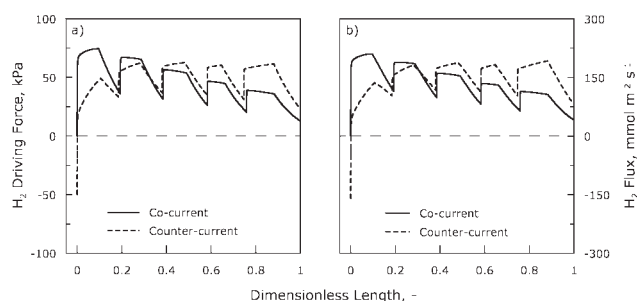 100
50
0
50
-100
H2 Driving Force, kPa
a)
Co-current
Counter-current
0 0.2 0.4 0.6 0.8 1
b)
Co-current
Counter-current
0 0.2 0.4 0.6 0.8 1
300
150
0
-150
-300
H2 Flux, mmol m-2 s-1
Dimensionless Length, -